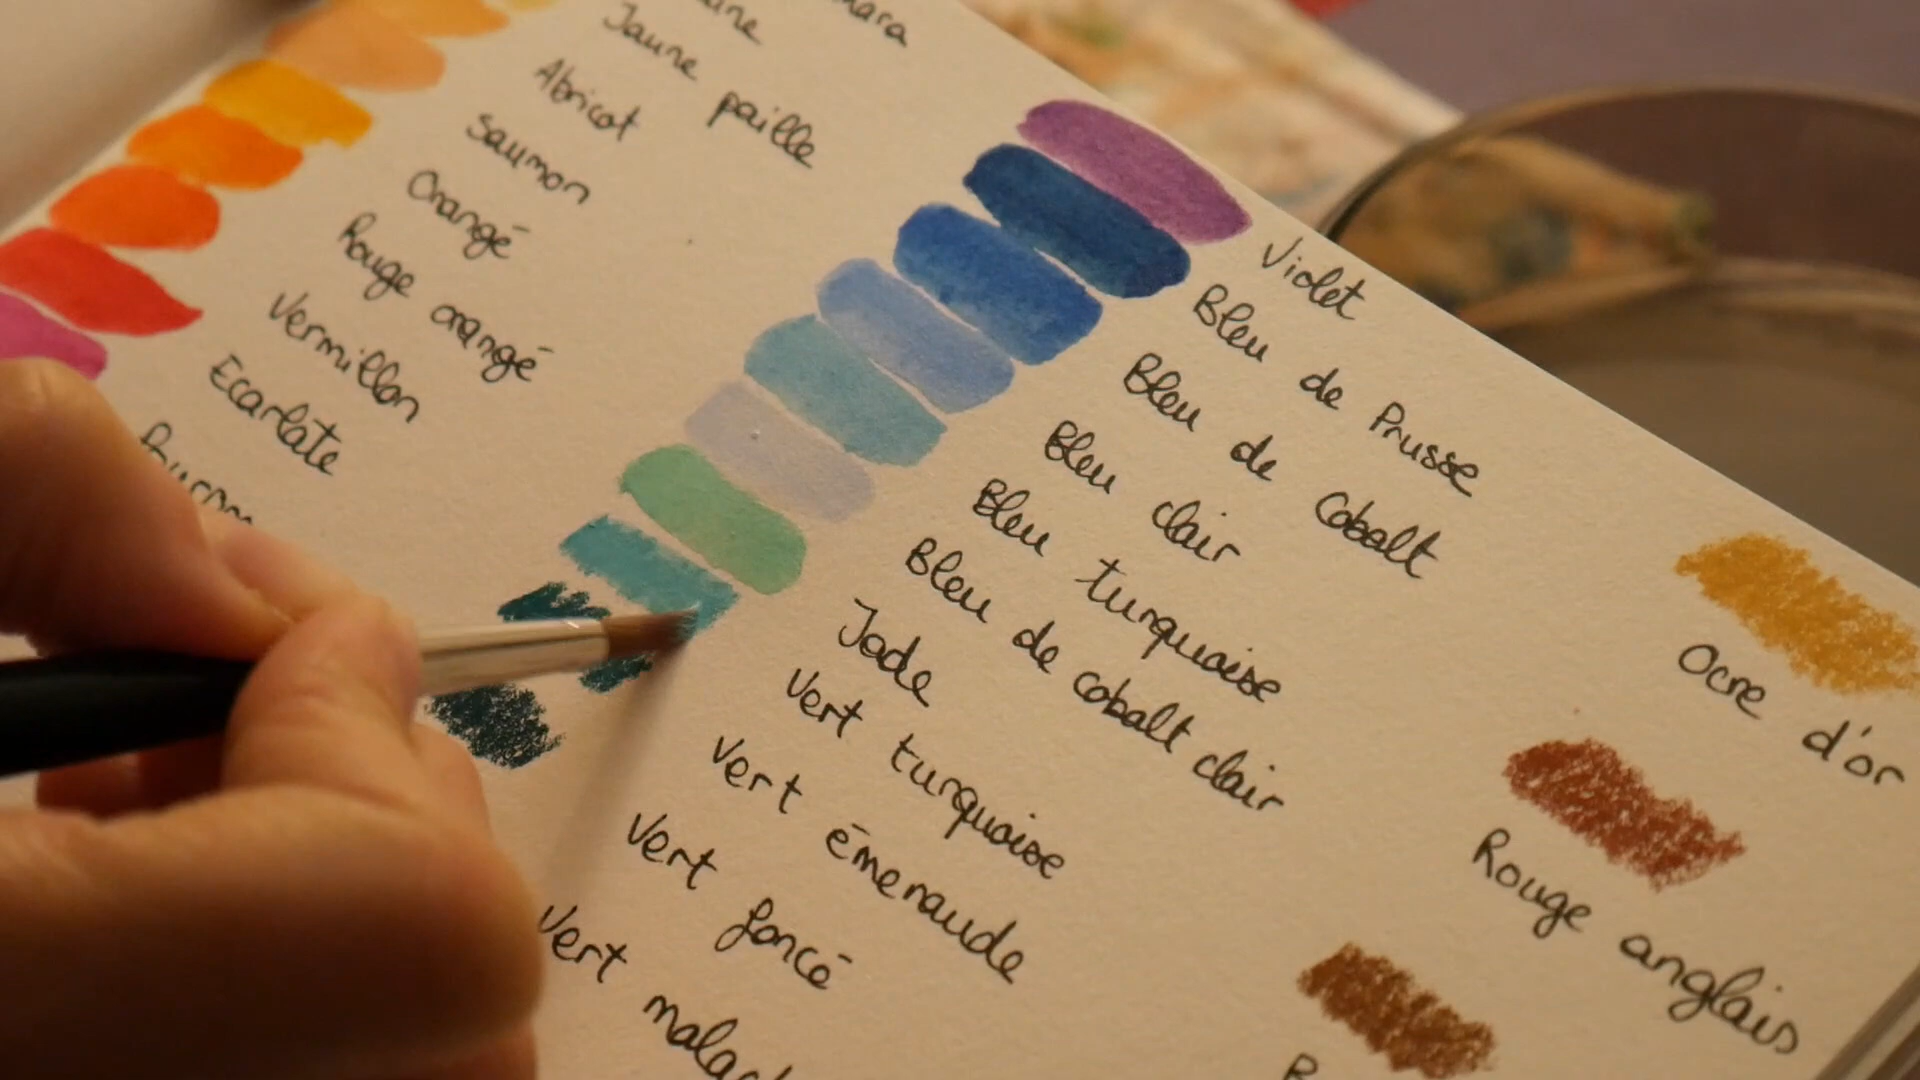 Jaune paille
Abricot
Saumon
Orangé
Rouge orangé
Vermillon
Ecarlate
Violet
Bleu de Prusse
Bleu de Cobalt
Bleu clair
Bleu turquoise
Bleu de cobalt clair
Jade
Vert turquoise
Vert émeraude
Vert foncé
Vert
Ocre d'or
Rouge anglais